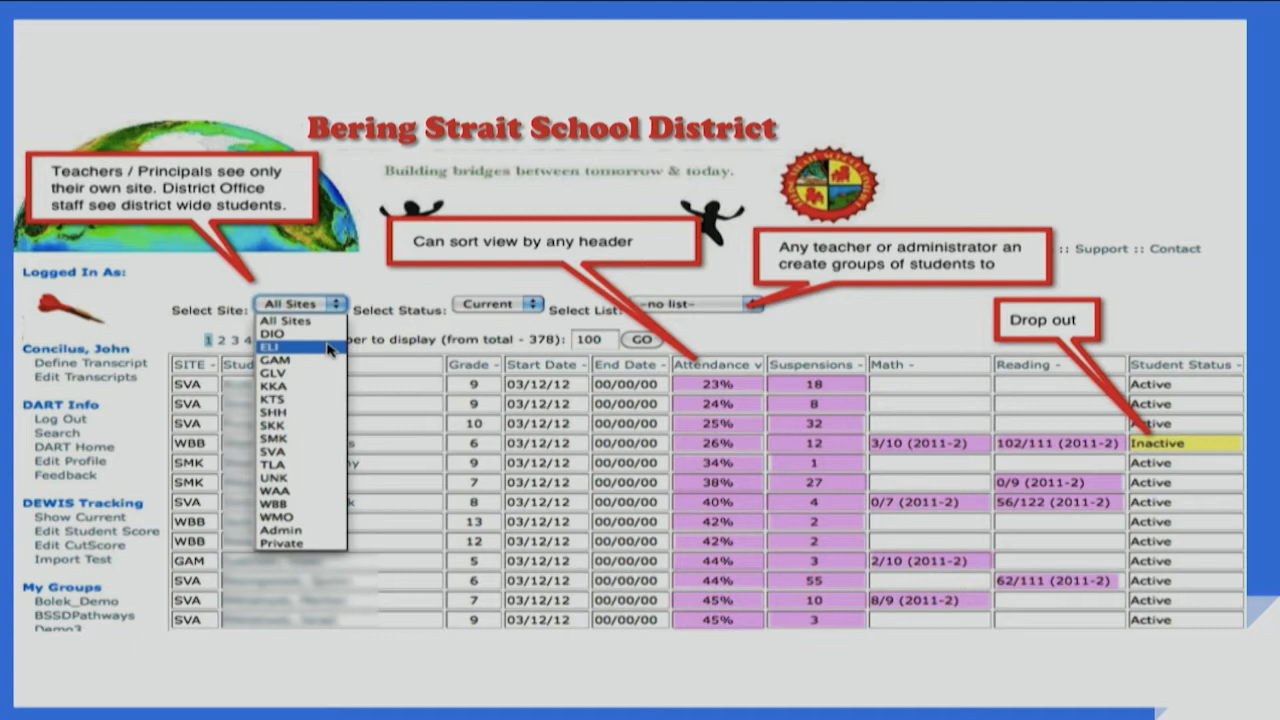 Bering Strait School District
Building bridges between tomorrow & today.
Teachers / Principals see only
their own site. District Office
staff see district wide students.
Can sort view by any header
Any teacher or administrator an
create groups of students to
:: Support :: Contact
Drop out
Logged In As:
Concilus, John
Define Transcript
Edit Transcripts
DART Info
Log Out
Search
DART Home
Edit Profile
Feedback
DEWIS Tracking
Show Current
Edit Student Score
Edit CutScore
Import Test
My Groups
Bolek_Demo
BSSDPathways
Demo3
Select Site: All Sites Select Status: Current Select List: -no list-
All Sites
DIO
ELI
GAM
GLV
KKA
KTS
SHH
SKK
SMK
SVA
TLA
UNK
WAA
WBB
WMO
Admin
Private
1 2 3 4 per to display (from total - 378): 100 GO
SITE - Stud Grade - Start Date - End Date - Attendance v Suspensions - Math - Reading - Student Status -
SVA 9 03/12/12 00/00/00 23% 18 Active
SVA 9 03/12/12 00/00/00 24% 8 Active
SVA 10 03/12/12 00/00/00 25% 32 Active
WBB s 6 03/12/12 00/00/00 26% 12 3/10 (2011-2) 102/111 (2011-2) Inactive
SMK y 9 03/12/12 00/00/00 34% 1 Active
SMK 7 03/12/12 00/00/00 38% 27 0/9 (2011-2) Active
SVA k 8 03/12/12 00/00/00 40% 4 0/7 (2011-2) 56/122 (2011-2) Active
WBB 13 03/12/12 00/00/00 42% 2 Active
WBB 12 03/12/12 00/00/00 42% 2 Active
GAM 5 03/12/12 00/00/00 44% 3 2/10 (2011-2) Active
SVA 6 03/12/12 00/00/00 44% 55 62/111 (2011-2) Active
SVA 7 03/12/12 00/00/00 45% 10 8/9 (2011-2) Active
SVA 9 03/12/12 00/00/00 45% 3 Active